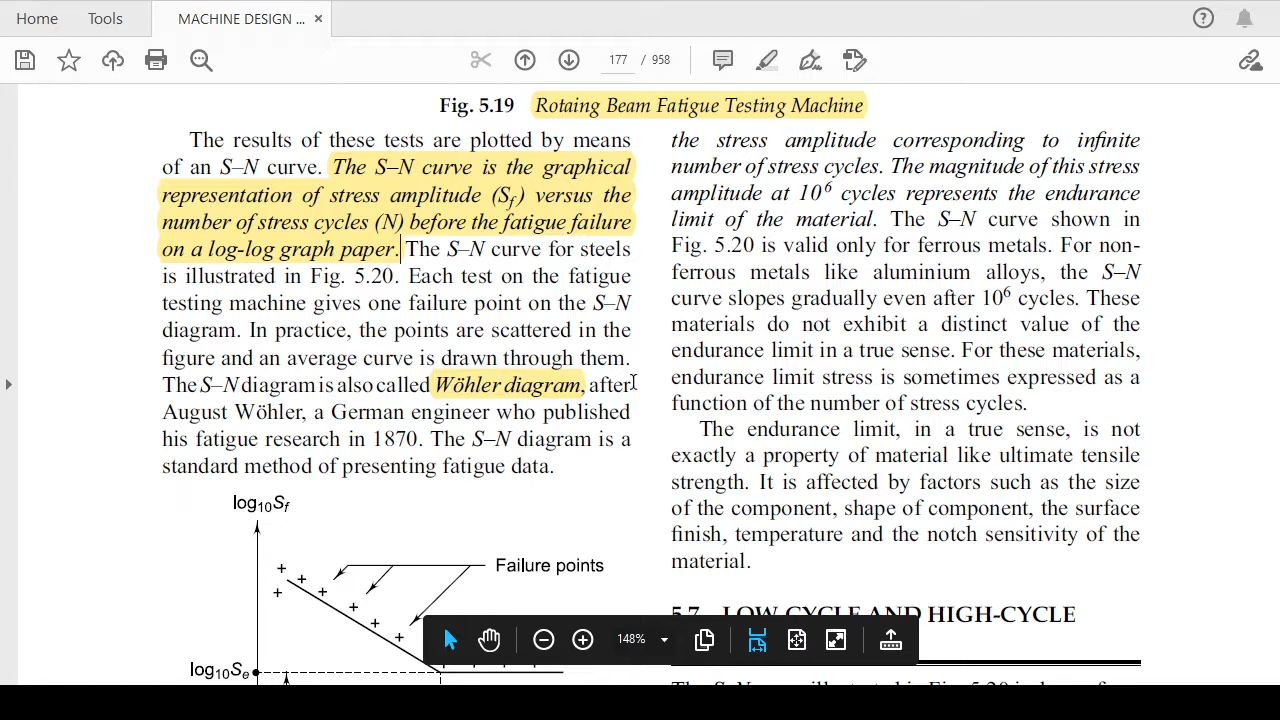 Home
Tools
MACHINE DESIGN ... ×
177 / 958
Fig. 5.19 Rotaing Beam Fatigue Testing Machine
The results of these tests are plotted by means
of an S–N curve. The S–N curve is the graphical
representation of stress amplitude (Sf) versus the
number of stress cycles (N) before the fatigue failure
on a log-log graph paper. The S–N curve for steels
is illustrated in Fig. 5.20. Each test on the fatigue
testing machine gives one failure point on the S–N
diagram. In practice, the points are scattered in the
figure and an average curve is drawn through them.
The S–N diagram is also called Wöhler diagram, after
August Wöhler, a German engineer who published
his fatigue research in 1870. The S–N diagram is a
standard method of presenting fatigue data.
log10Sf
Failure points
log10Se
the stress amplitude corresponding to infinite
number of stress cycles. The magnitude of this stress
amplitude at 10⁶ cycles represents the endurance
limit of the material. The S–N curve shown in
Fig. 5.20 is valid only for ferrous metals. For non-
ferrous metals like aluminium alloys, the S–N
curve slopes gradually even after 10⁶ cycles. These
materials do not exhibit a distinct value of the
endurance limit in a true sense. For these materials,
endurance limit stress is sometimes expressed as a
function of the number of stress cycles.
The endurance limit, in a true sense, is not
exactly a property of material like ultimate tensile
strength. It is affected by factors such as the size
of the component, shape of component, the surface
finish, temperature and the notch sensitivity of the
material.
5.7 LOW-CYCLE AND HIGH-CYCLE
148%